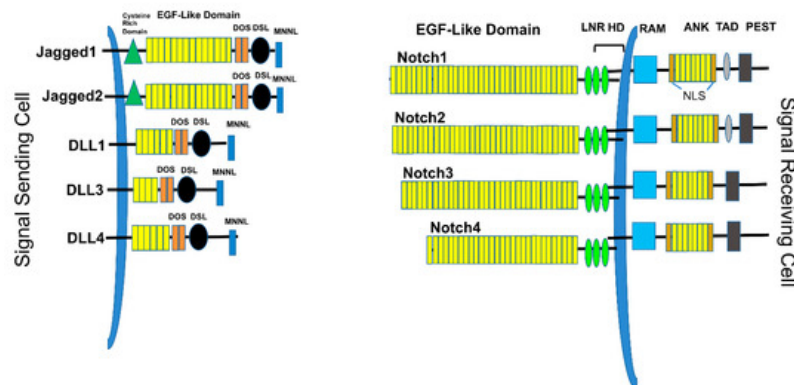 Cysteine
Rich
Domain
EGF-Like Domain
DOS DSL MNNL
Jagged1
DOS DSL MNNL
Jagged2
DOS DSL MNNL
DLL1
DOS DSL MNNL
DLL3
DOS DSL MNNL
DLL4
Signal Sending Cell
EGF-Like Domain
LNR HD RAM ANK TAD PEST
Notch1
NLS
Notch2
Notch3
Notch4
Signal Receiving Cell